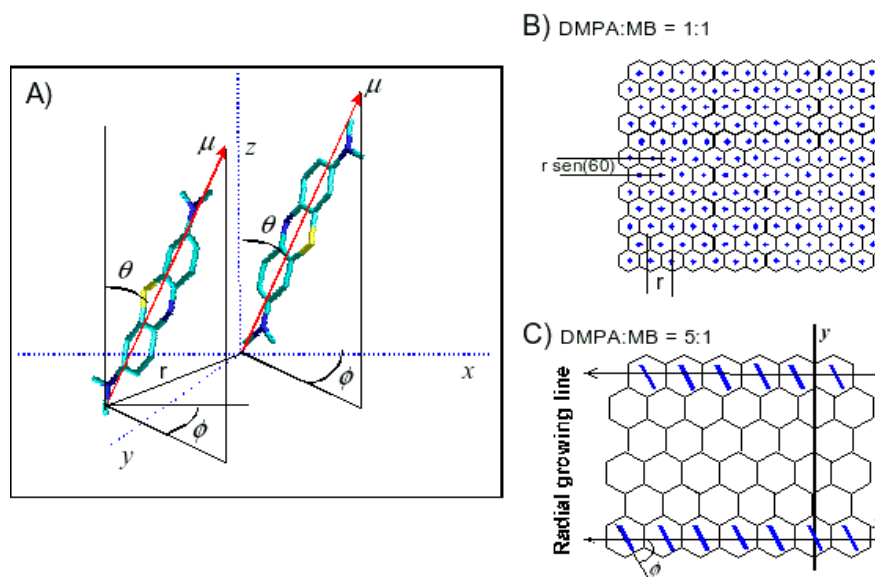 A)
μ
μ
z
θ
θ
r
x
ϕ
ϕ
y
B) DMPA:MB = 1:1
r sen(60)
r
C) DMPA:MB = 5:1
y
Radial growing line
ϕ